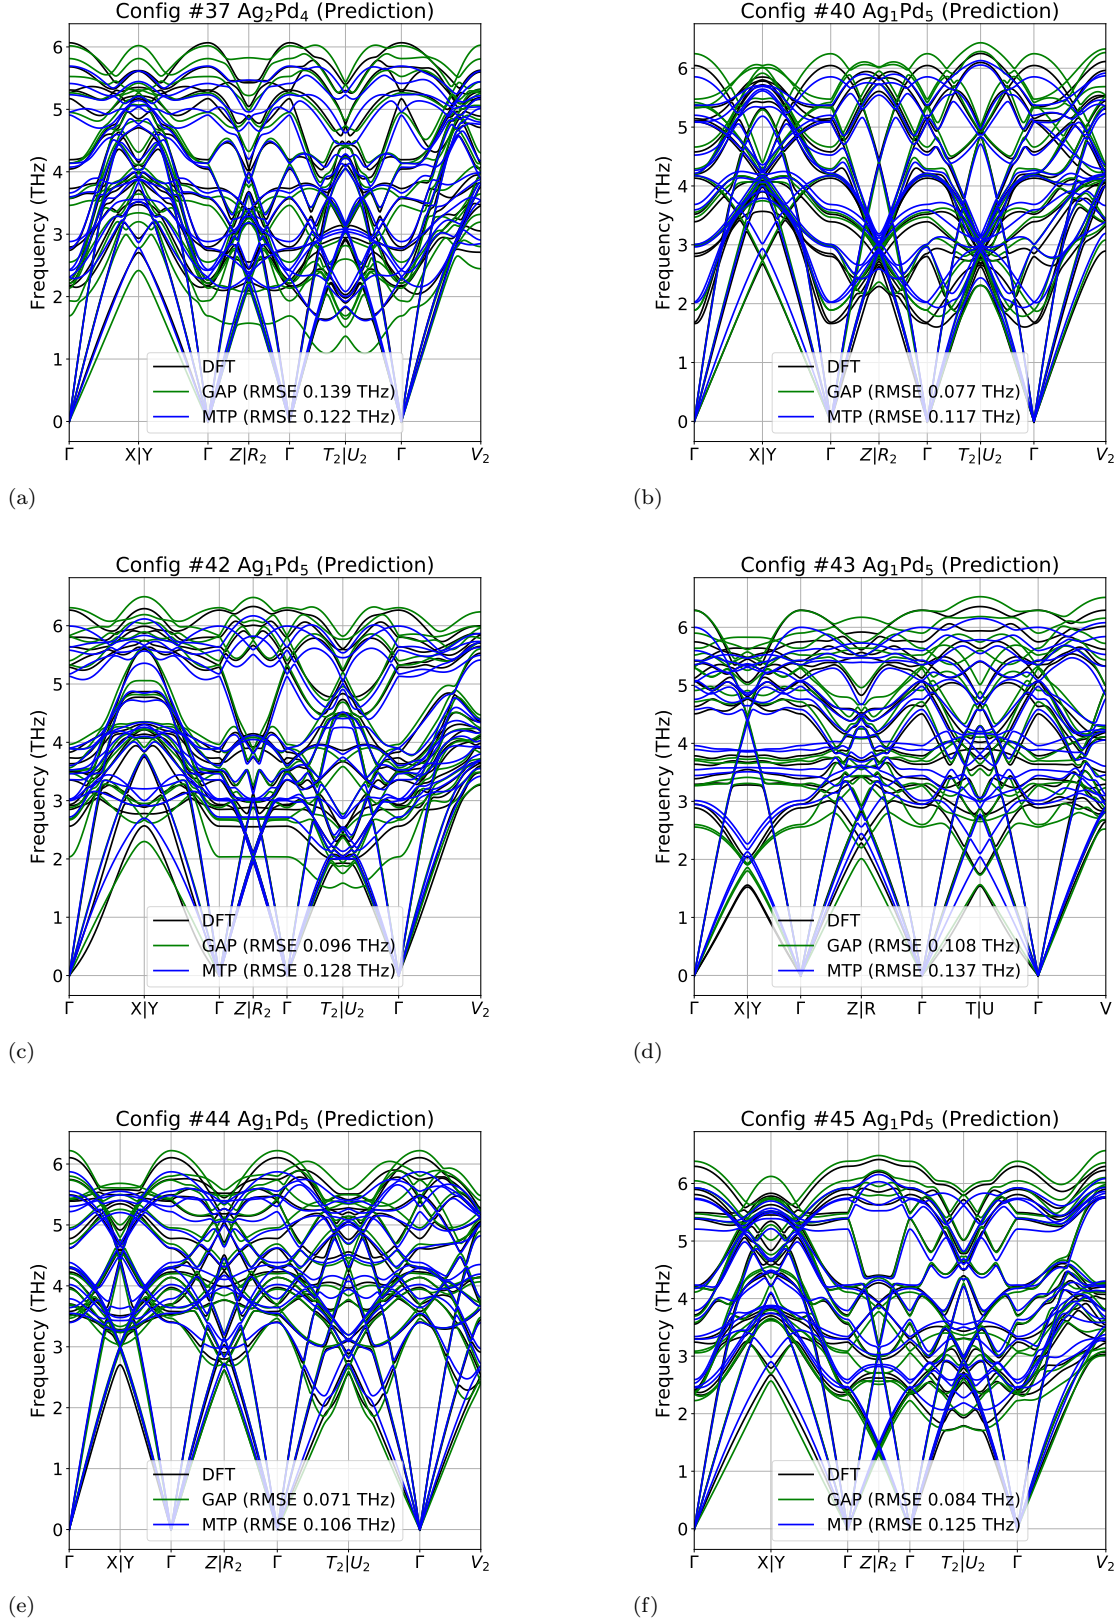 Config #37 Ag₂Pd₄ (Prediction)
Frequency (THz)
6
5
4
3
2
1
0
DFT
GAP (RMSE 0.139 THz)
MTP (RMSE 0.122 THz)
Γ X|Y Γ Z|R₂ Γ T₂|U₂ Γ V₂
(a)
Config #40 Ag₁Pd₅ (Prediction)
Frequency (THz)
6
5
4
3
2
1
0
DFT
GAP (RMSE 0.077 THz)
MTP (RMSE 0.117 THz)
Γ X|Y Γ Z|R₂ Γ T₂|U₂ Γ V₂
(b)
Config #42 Ag₁Pd₅ (Prediction)
Frequency (THz)
6
5
4
3
2
1
0
DFT
GAP (RMSE 0.096 THz)
MTP (RMSE 0.128 THz)
Γ X|Y Γ Z|R₂ Γ T₂|U₂ Γ V₂
(c)
Config #43 Ag₁Pd₅ (Prediction)
Frequency (THz)
6
5
4
3
2
1
0
DFT
GAP (RMSE 0.108 THz)
MTP (RMSE 0.137 THz)
Γ X|Y Γ Z|R Γ T|U Γ V
(d)
Config #44 Ag₁Pd₅ (Prediction)
Frequency (THz)
6
5
4
3
2
1
0
DFT
GAP (RMSE 0.071 THz)
MTP (RMSE 0.106 THz)
Γ X|Y Γ Z|R₂ Γ T₂|U₂ Γ V₂
(e)
Config #45 Ag₁Pd₅ (Prediction)
Frequency (THz)
6
5
4
3
2
1
0
DFT
GAP (RMSE 0.084 THz)
MTP (RMSE 0.125 THz)
Γ X|Y Γ Z|R₂ Γ T₂|U₂ Γ V₂
(f)